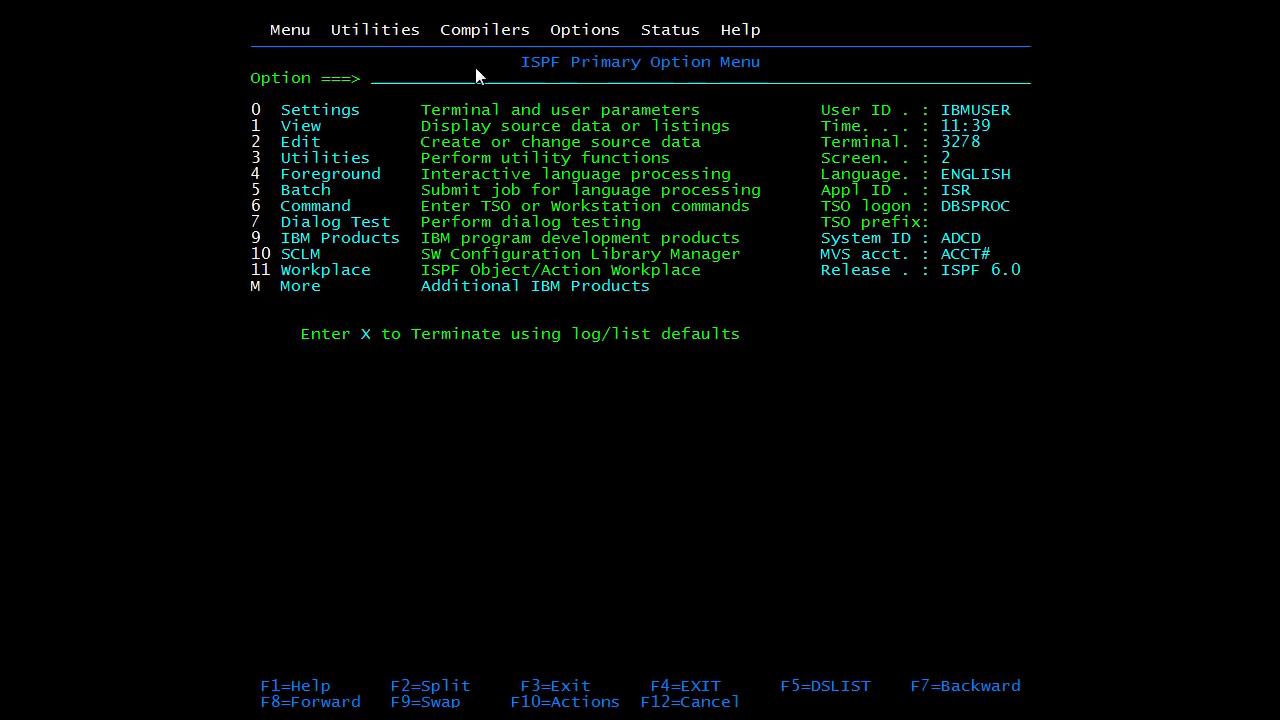 Menu  Utilities  Compilers  Options  Status  Help
ISPF Primary Option Menu
Option ===>
0  Settings      Terminal and user parameters            User ID . : IBMUSER
1  View          Display source data or listings         Time. . . : 11:39
2  Edit          Create or change source data            Terminal. : 3278
3  Utilities     Perform utility functions               Screen. . : 2
4  Foreground    Interactive language processing         Language. : ENGLISH
5  Batch         Submit job for language processing      Appl ID . : ISR
6  Command       Enter TSO or Workstation commands       TSO logon : DBSPROC
7  Dialog Test   Perform dialog testing                  TSO prefix:
9  IBM Products  IBM program development products        System ID : ADCD
10 SCLM          SW Configuration Library Manager        MVS acct. : ACCT#
11 Workplace     ISPF Object/Action Workplace            Release . : ISPF 6.0
M  More          Additional IBM Products
Enter X to Terminate using log/list defaults
F1=Help      F2=Split     F3=Exit      F4=EXIT      F5=DSLIST    F7=Backward
F8=Forward   F9=Swap     F10=Actions  F12=Cancel